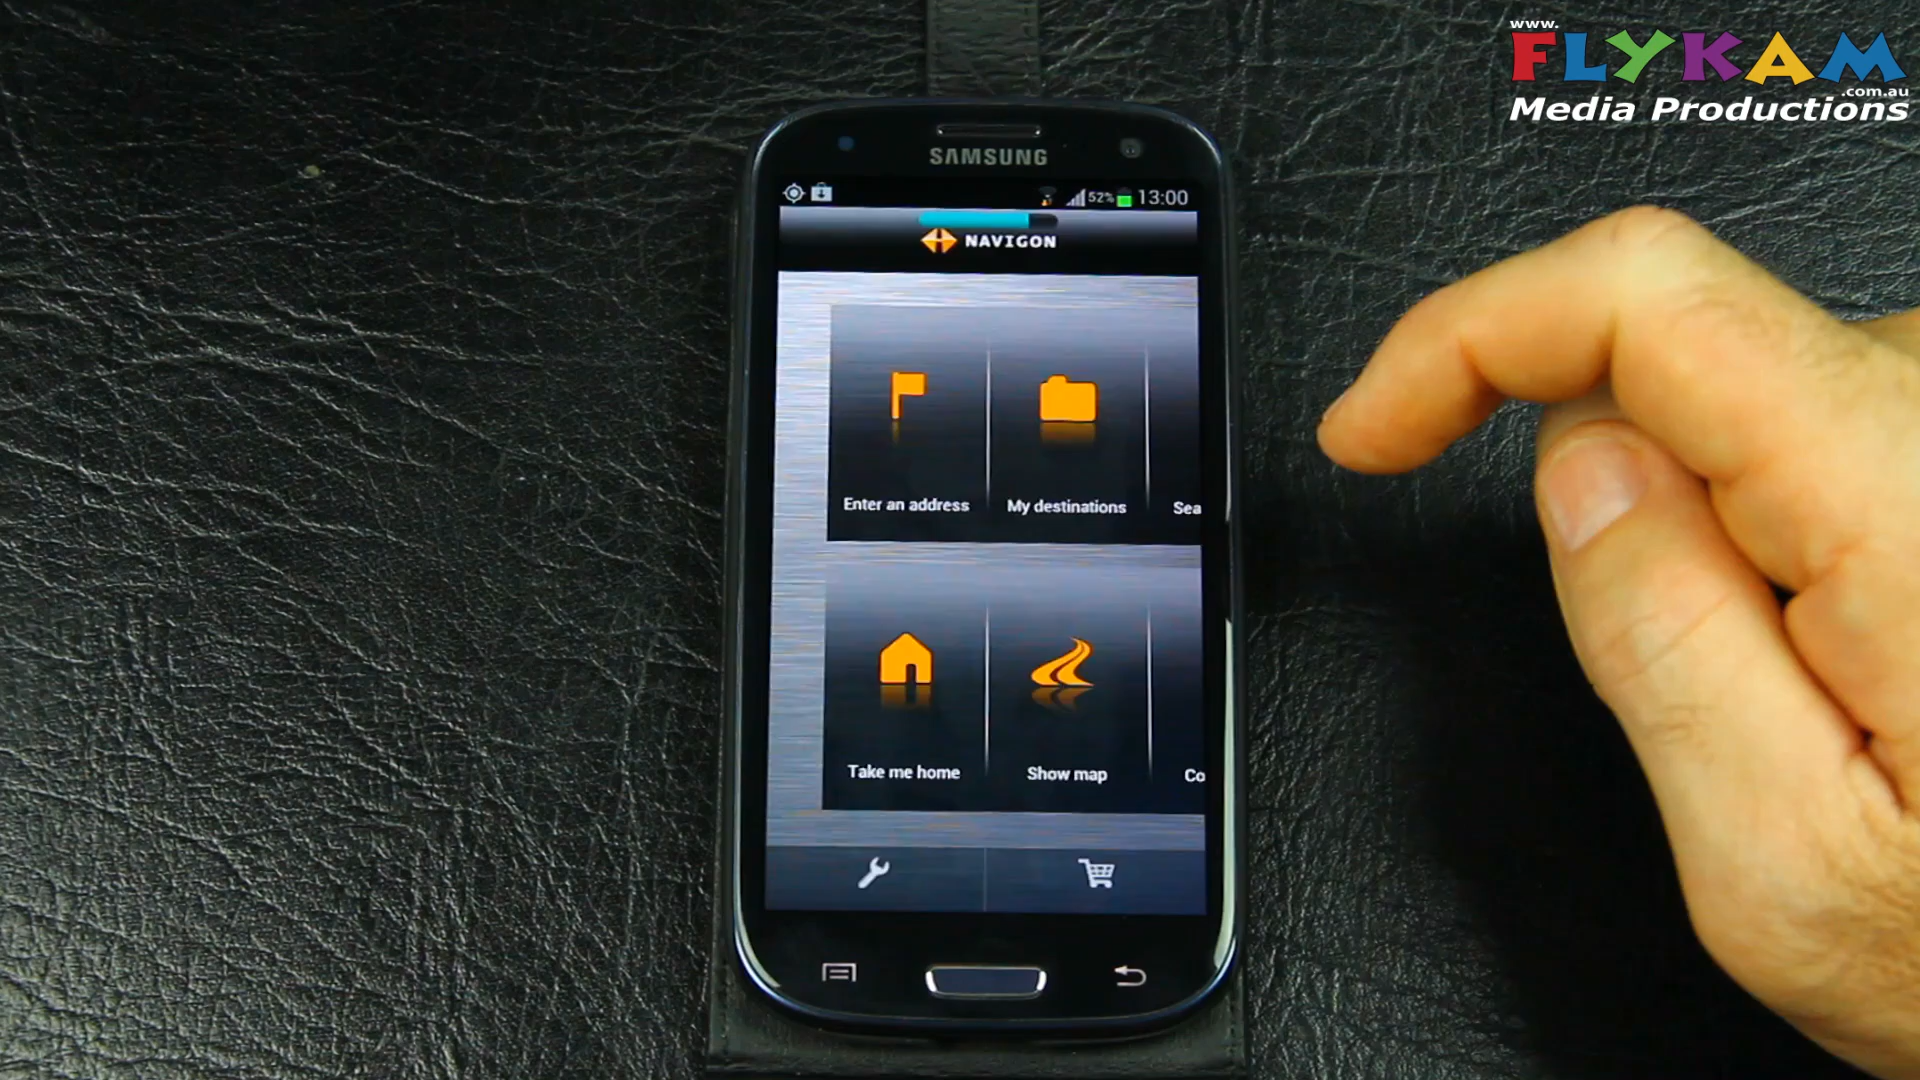 www.
FLYKAM
.com.au
Media Productions
SAMSUNG
52% 13:00
NAVIGON
Enter an address
My destinations
Sea
Take me home
Show map
Co